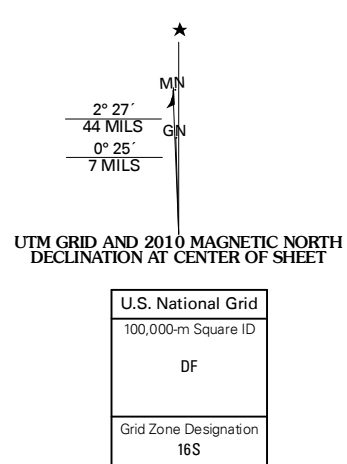 MN
2° 27´
44 MILS
GN
0° 25´
7 MILS
UTM GRID AND 2010 MAGNETIC NORTH
DECLINATION AT CENTER OF SHEET
U.S. National Grid
100,000-m Square ID
DF
Grid Zone Designation
16S